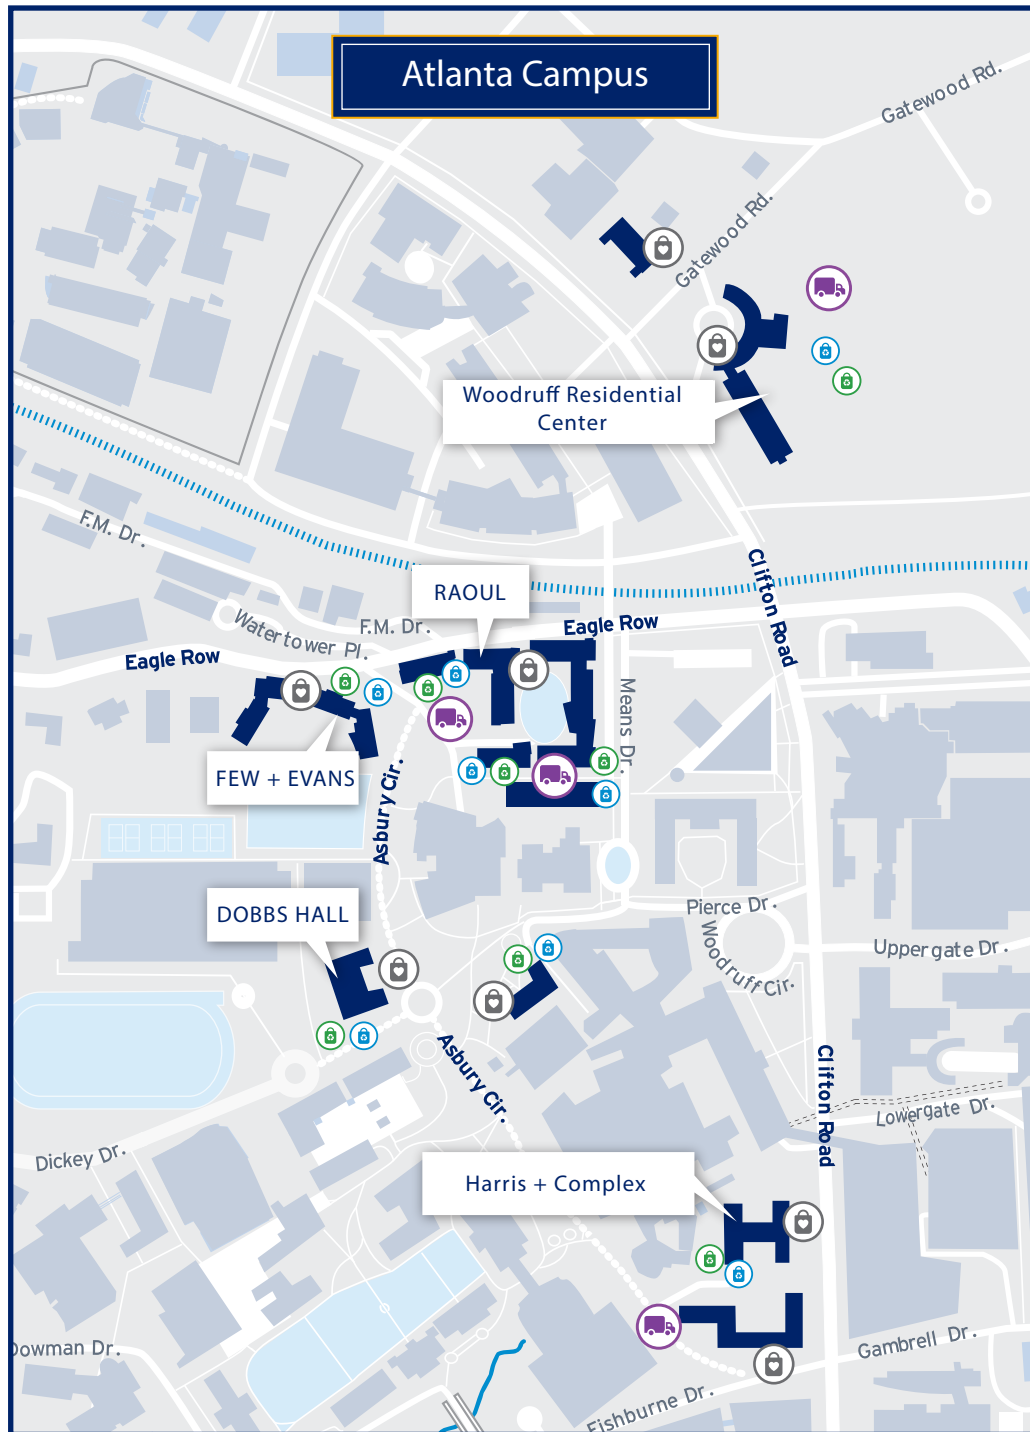 Atlanta Campus
Gatewood Rd.
Gatewood Rd.
Woodruff Residential
Center
F.M. Dr.
Clifton Road
RAOUL
Watertower Pl.
F.M. Dr.
Eagle Row
Eagle Row
Means Dr.
FEW + EVANS
Asbury Cir.
DOBBS HALL
Pierce Dr.
Woodruff Cir.
Uppergate Dr.
Asbury Cir.
Clifton Road
Lowergate Dr.
Dickey Dr.
Harris + Complex
Dowman Dr.
Gambrell Dr.
Fishburne Dr.